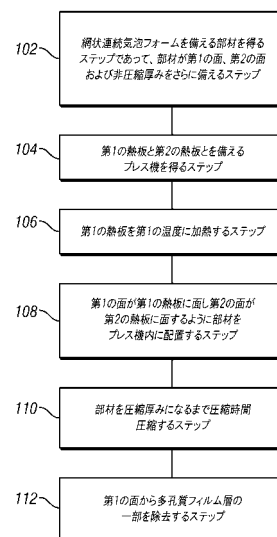 102
網状連続気泡フォームを備える部材を得る
ステップであって、部材が第1の面、第2の面
および非圧縮厚みをさらに備えるステップ
104
第1の熱板と第2の熱板とを備える
プレス機を得るステップ
106
第1の熱板を第1の温度に加熱するステップ
108
第1の面が第1の熱板に面し第2の面が
第2の熱板に面するように部材を
プレス機内に配置するステップ
110
部材を圧縮厚みになるまで圧縮時間
圧縮するステップ
112
第1の面から多孔質フィルム層の
一部を除去するステップ